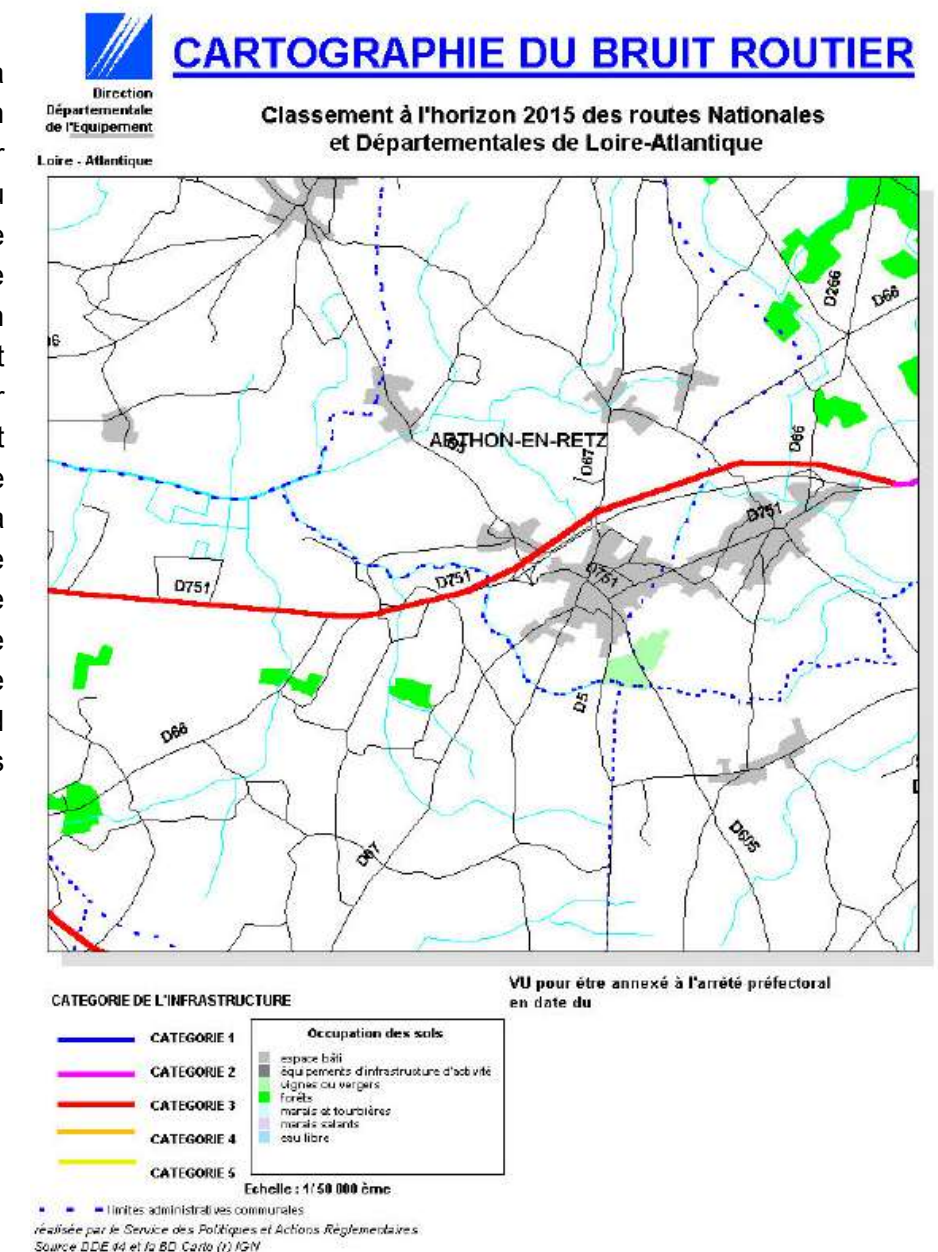 CARTOGRAPHIE DU BRUIT ROUTIER
Direction
Départementale
de l'Equipement
Loire - Atlantique
Classement à l'horizon 2015 des routes Nationales
et Départementales de Loire-Atlantique
D266
D66
ARTHON-EN-RETZ
D5
D67
D66
D751
D751
D751
D751
D5
D66
D67
D605
VU pour être annexé à l'arrêté préfectoral
en date du
CATEGORIE DE L'INFRASTRUCTURE
CATEGORIE 1
CATEGORIE 2
CATEGORIE 3
CATEGORIE 4
CATEGORIE 5
Occupation des sols
espace bâti
équipements d'infrastructure d'activité
vignes ou vergers
forêts
marais et tourbières
marais salants
eau libre
Echelle : 1/ 50 000 ème
limites administratives communales
réalisée par le Service des Politiques et Actions Réglementaires
Source DDE 44 et la BD Carto (r) IGN